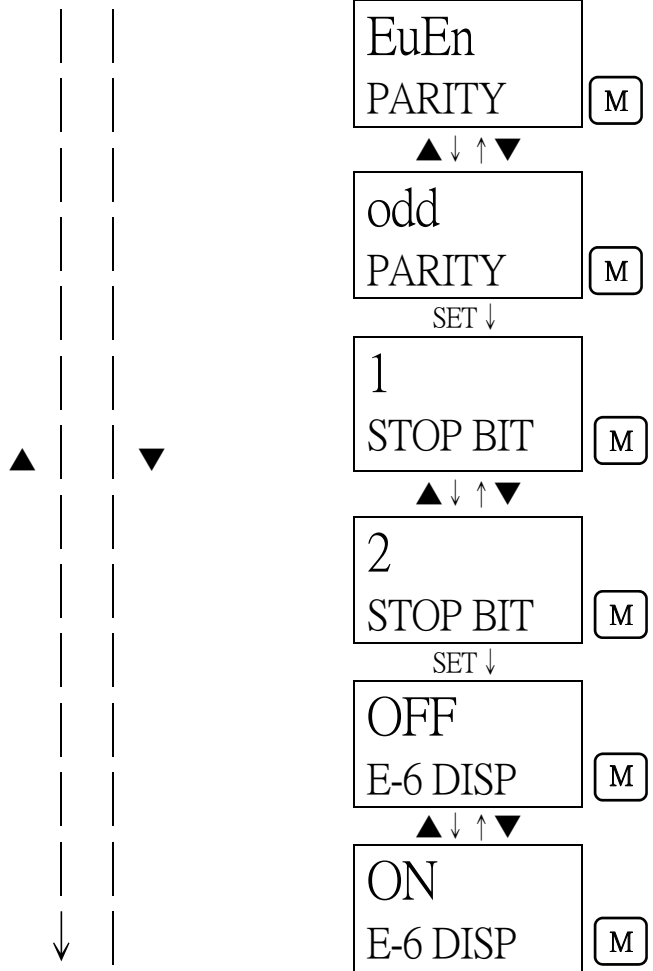 EuEn
PARITY
M
▲↓ ↑▼
odd
PARITY
M
SET ↓
1
STOP BIT
M
▲ ▼
▲↓ ↑▼
2
STOP BIT
M
SET ↓
OFF
E-6 DISP
M
▲↓ ↑▼
ON
E-6 DISP
M